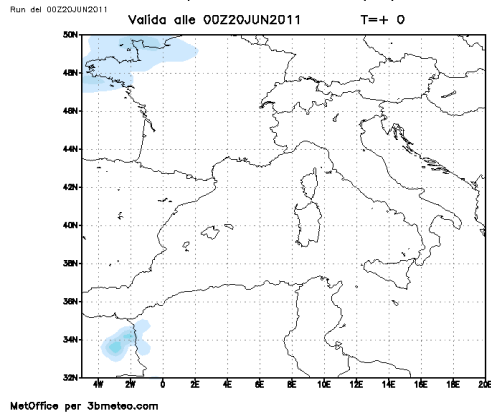 Run del 00Z20JUN2011
Valida alle 00Z20JUN2011 T=+ 0
50N
48N
46N
44N
42N
40N
38N
36N
34N
32N
4W 2W 0 2E 4E 6E 8E 10E 12E 14E 16E 18E 20E
MetOffice per 3bmeteo.com